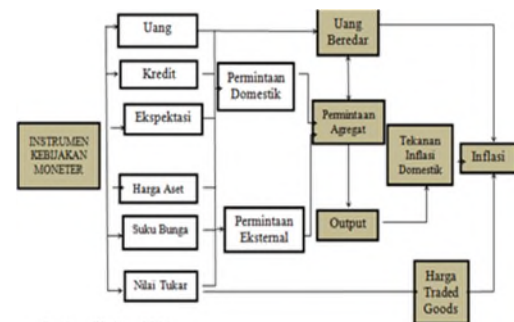 INSTRUMEN
KEBIJAKAN
MONETER
Uang
Kredit
Ekspektasi
Harga Aset
Suku Bunga
Nilai Tukar
Permintaan
Domestik
Permintaan
Eksternal
Uang
Beredar
Permintaan
Agregat
Output
Tekanan
Inflasi
Domestik
Inflasi
Harga
Traded
Goods